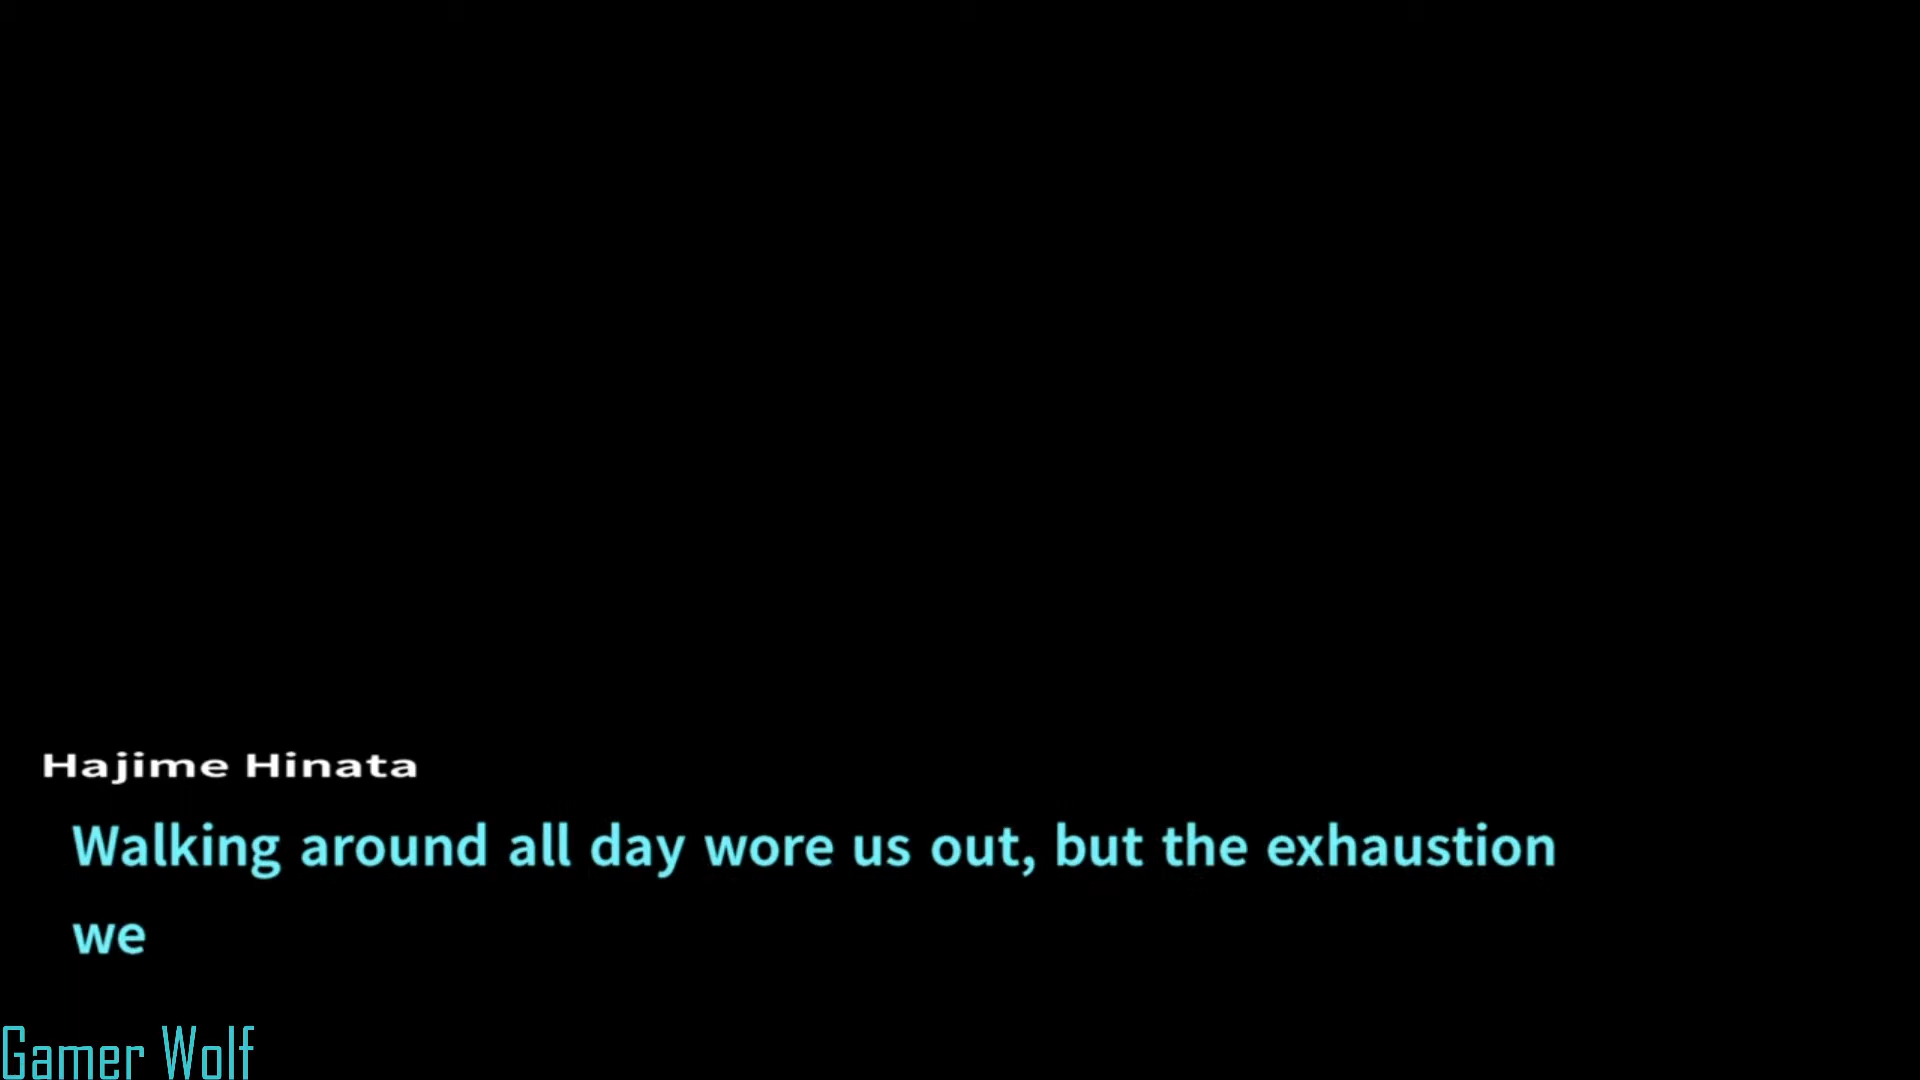 Hajime Hinata
Walking around all day wore us out, but the exhaustion
we
Gamer Wolf